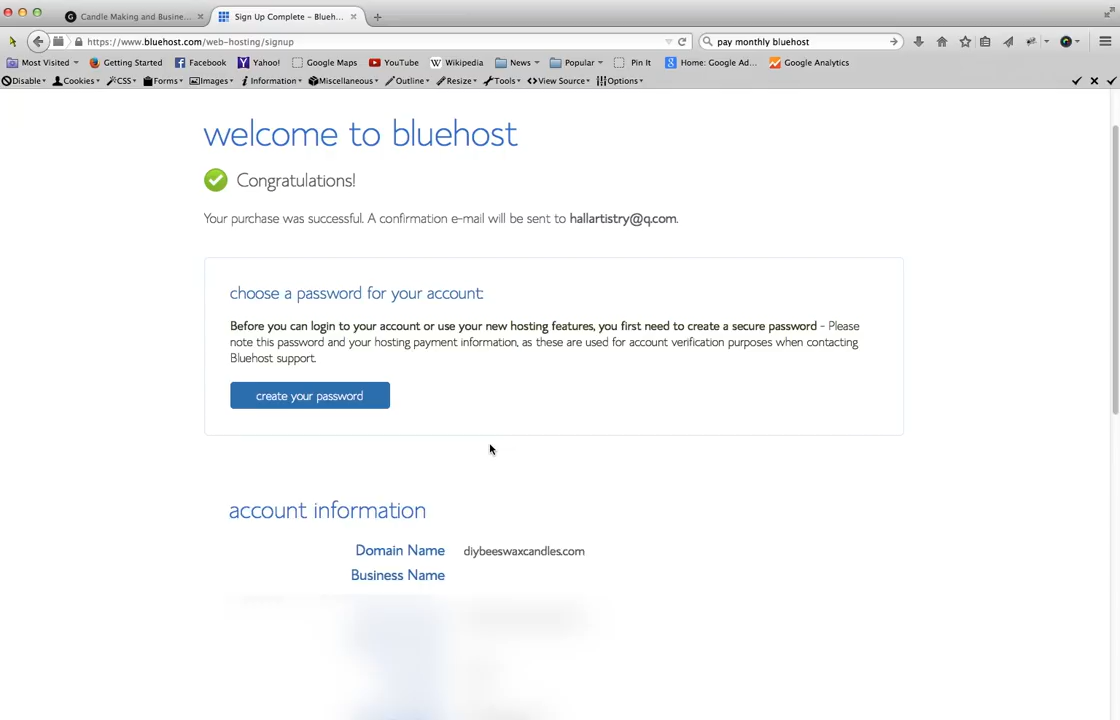 Candle Making and Busine...
Sign Up Complete – Blueh...
https://www.bluehost.com/web-hosting/signup
pay monthly bluehost
Most Visited
Getting Started
Facebook
Yahoo!
Google Maps
YouTube
Wikipedia
News
Popular
Pin It
Home: Google Ad...
Google Analytics
Disable
Cookies
CSS
Forms
Images
Information
Miscellaneous
Outline
Resize
Tools
View Source
Options
welcome to bluehost
Congratulations!
Your purchase was successful. A confirmation e-mail will be sent to hallartistry@q.com.
choose a password for your account:
Before you can login to your account or use your new hosting features, you first need to create a secure password - Please
note this password and your hosting payment information, as these are used for account verification purposes when contacting
Bluehost support.
create your password
account information
Domain Name diybeeswaxcandles.com
Business Name